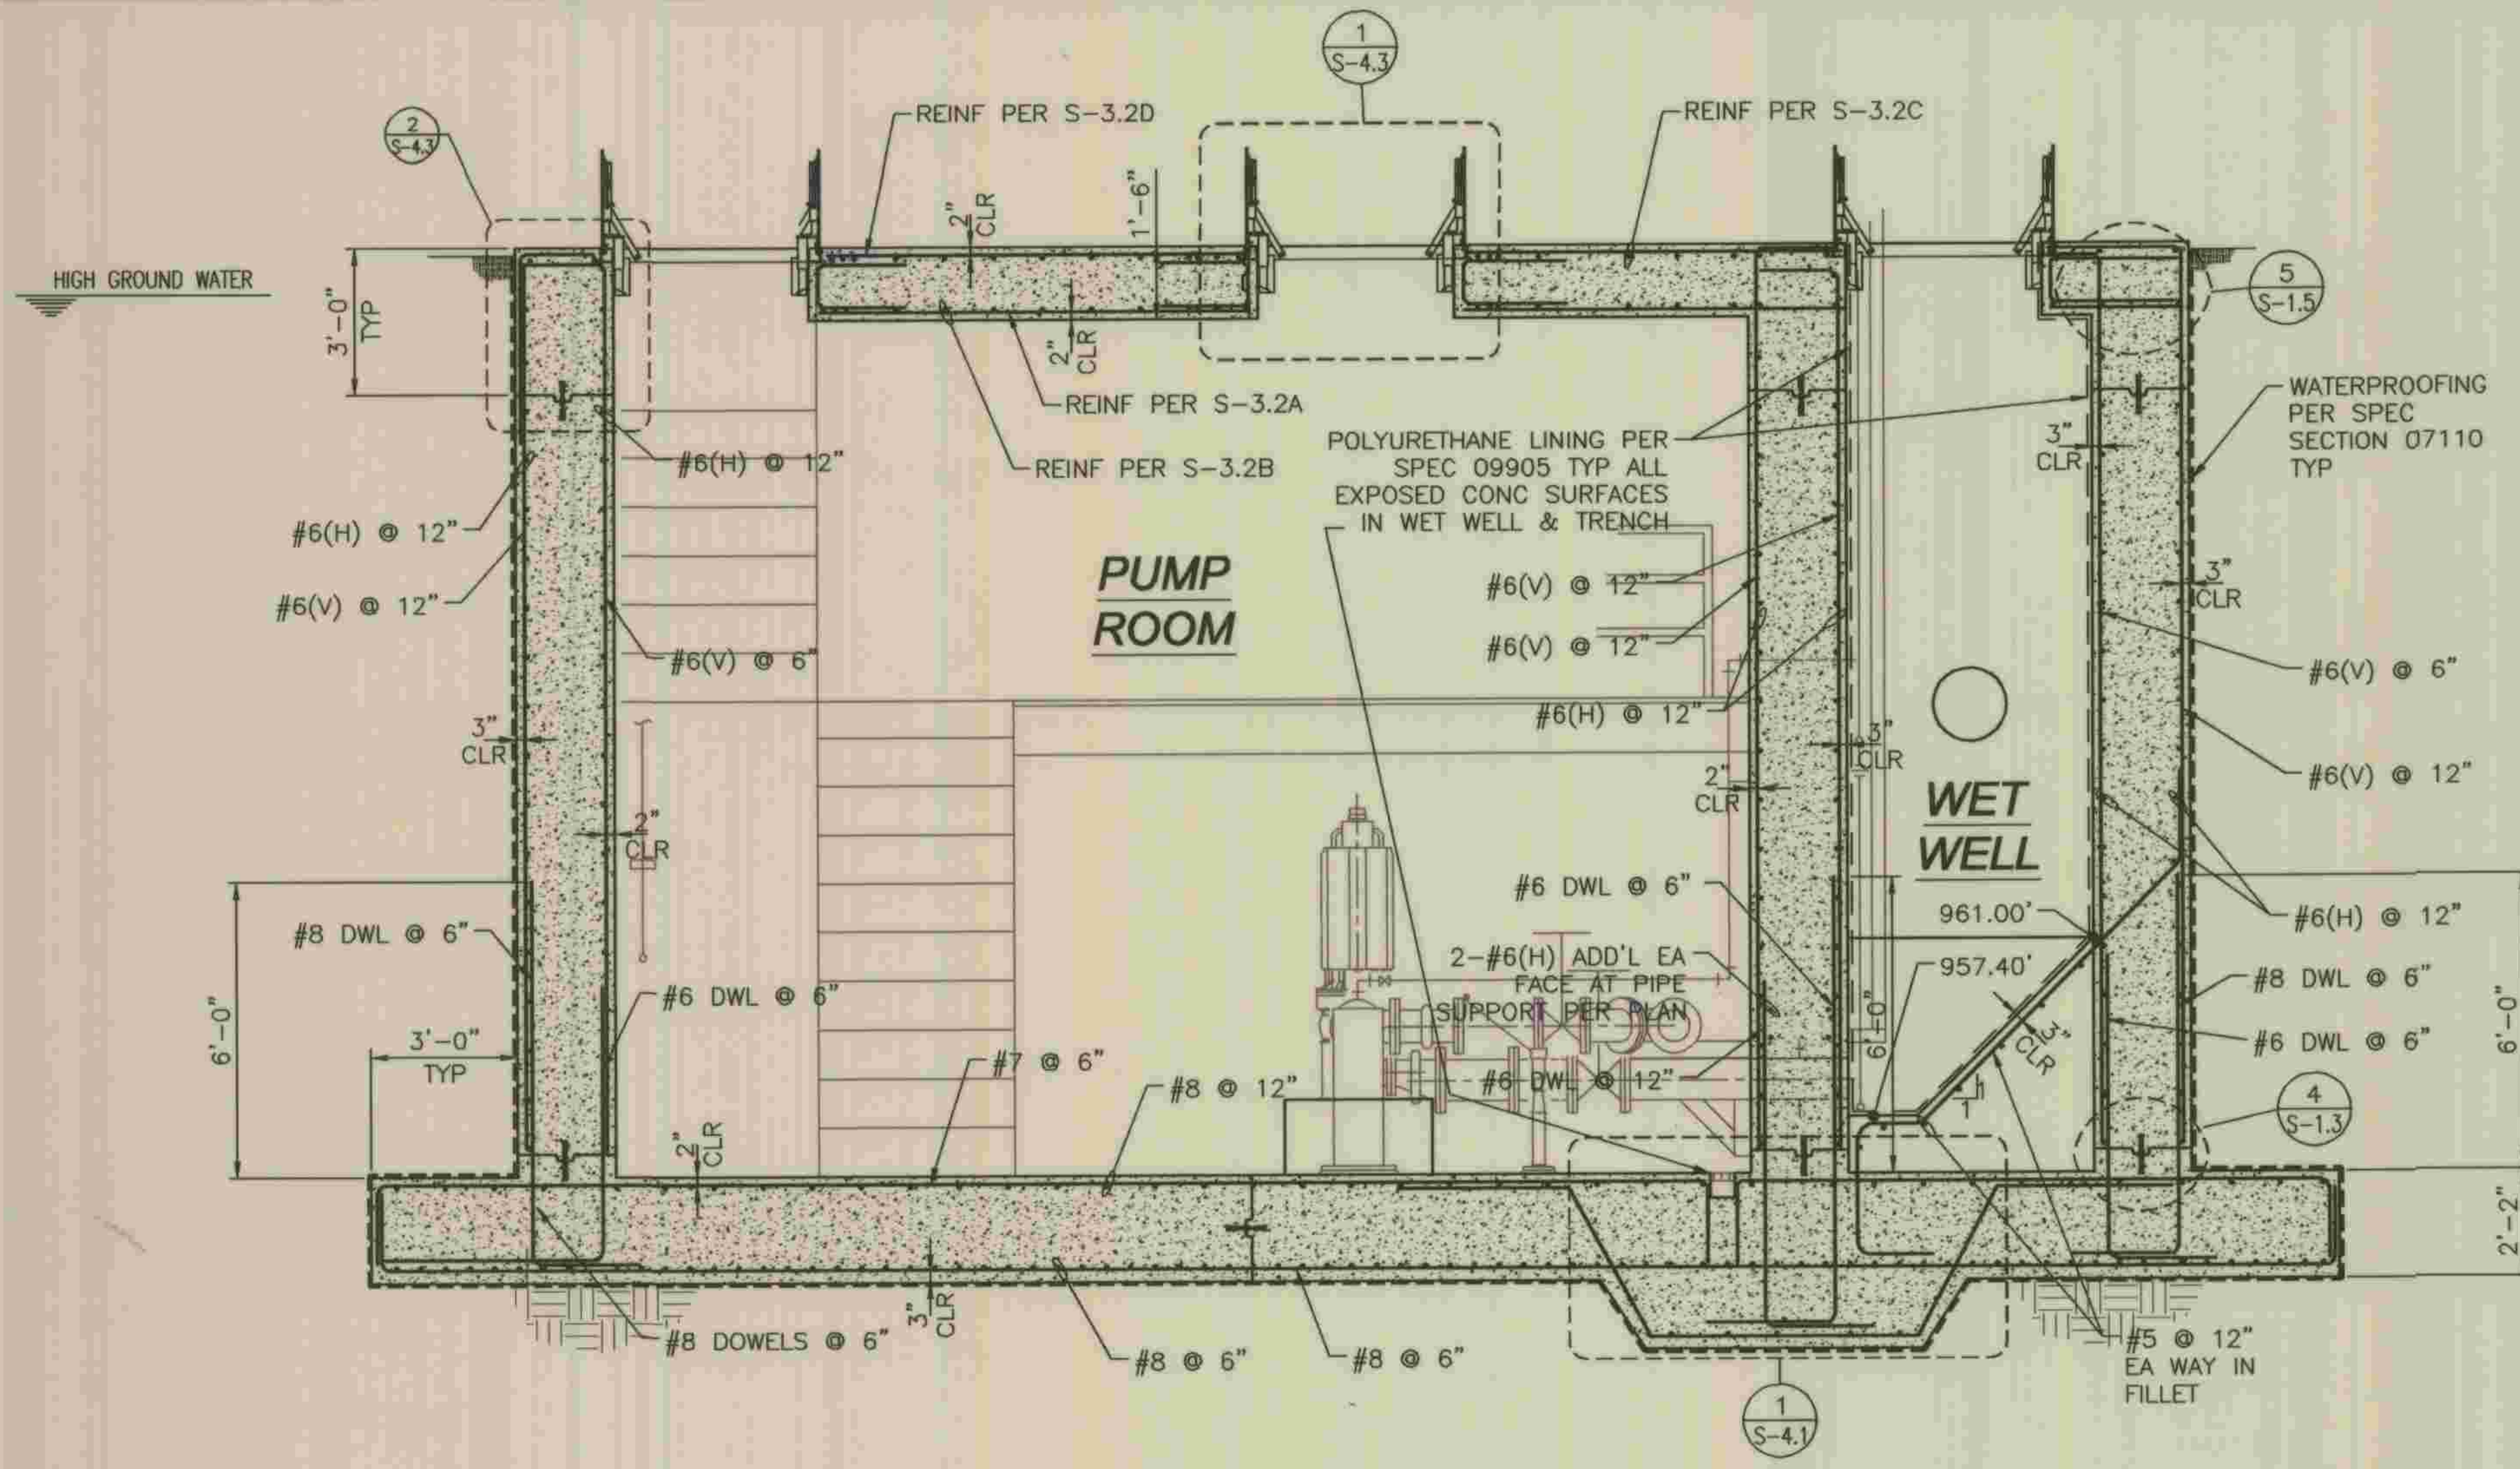 1
S-4.3
2
S-4.3
REINF PER S-3.2D
REINF PER S-3.2C
2"
CLR
1'-6"
HIGH GROUND WATER
3'-0"
TYP
5
S-1.5
2"
CLR
REINF PER S-3.2A
REINF PER S-3.2B
#6(H) @ 12"
POLYURETHANE LINING PER
SPEC 09905 TYP ALL
EXPOSED CONC SURFACES
IN WET WELL & TRENCH
3"
CLR
WATERPROOFING
PER SPEC
SECTION 07110
TYP
#6(H) @ 12"
#6(V) @ 12"
#6(V) @ 6"
PUMP
ROOM
#6(V) @ 12"
#6(V) @ 12"
#6(H) @ 12"
3"
CLR
#6(V) @ 6"
#6(V) @ 12"
3"
CLR
2"
CLR
2"
CLR
3"
CLR
WET
WELL
#8 DWL @ 6"
#6 DWL @ 6"
6'-0"
3'-0"
TYP
#6 DWL @ 6"
2-#6(H) ADD'L EA
FACE AT PIPE
SUPPORT PER PLAN
#6 DWL @ 12"
961.00'
957.40'
6'-0"
3"
CLR
1
1
#6(H) @ 12"
#8 DWL @ 6"
#6 DWL @ 6"
6'-0"
4
S-1.3
#7 @ 6"
#8 @ 12"
2"
CLR
2'-2"
3"
CLR
#8 DOWELS @ 6"
#8 @ 6"
#8 @ 6"
#5 @ 12"
EA WAY IN
FILLET
1
S-4.1